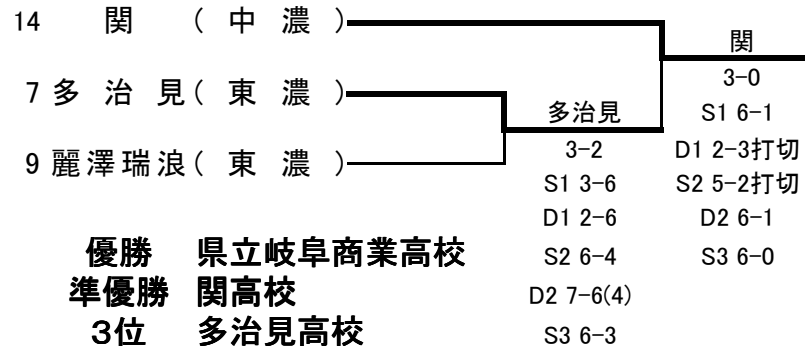 14 関 ( 中 濃 )
関
3-0
7 多 治 見 ( 東 濃 )
多治見
S1 6-1
9 麗澤瑞浪 ( 東 濃 )
3-2
D1 2-3打切
S1 3-6
S2 5-2打切
D1 2-6
D2 6-1
優勝 県立岐阜商業高校
S2 6-4
S3 6-0
準優勝 関高校
D2 7-6(4)
3位 多治見高校
S3 6-3